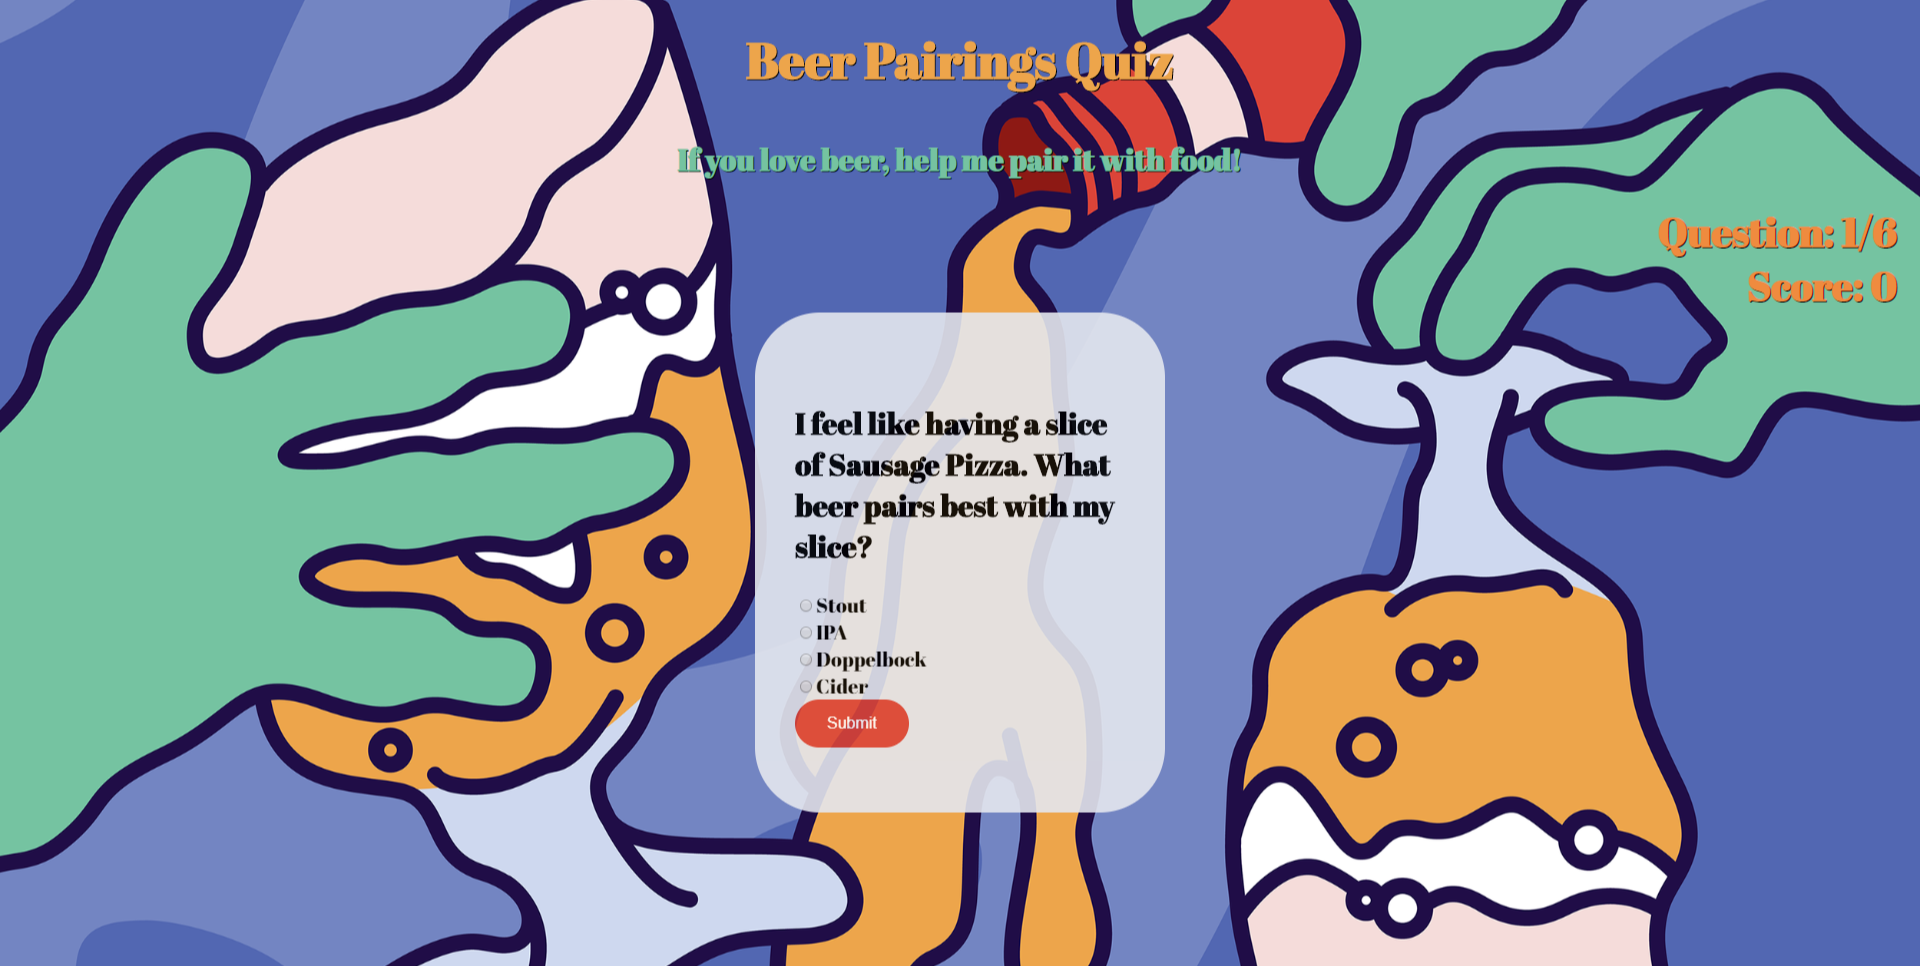 Beer Pairings Quiz
If you love beer, help me pair it with food!
Question: 1/6
Score: 0
I feel like having a slice
of Sausage Pizza. What
beer pairs best with my
slice?
Stout
IPA
Doppelbock
Cider
Submit